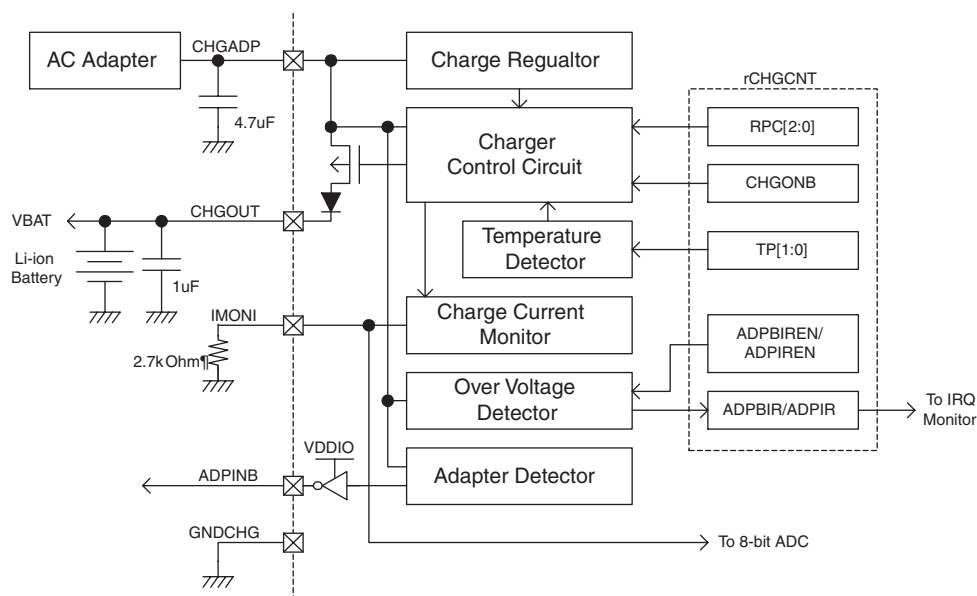 AC Adapter
CHGADP
4.7uF
Charge Regualtor
rCHGCNT
Charger
Control Circuit
RPC[2:0]
CHGONB
VBAT
CHGOUT
Li-ion
Battery
1uF
Temperature
Detector
TP[1:0]
IMONI
2.7kOhm¶
Charge Current
Monitor
ADPBIREN/
ADPIREN
Over Voltage
Detector
ADPBIR/ADPIR
To IRQ
Monitor
VDDIO
ADPINB
Adapter Detector
GNDCHG
To 8-bit ADC